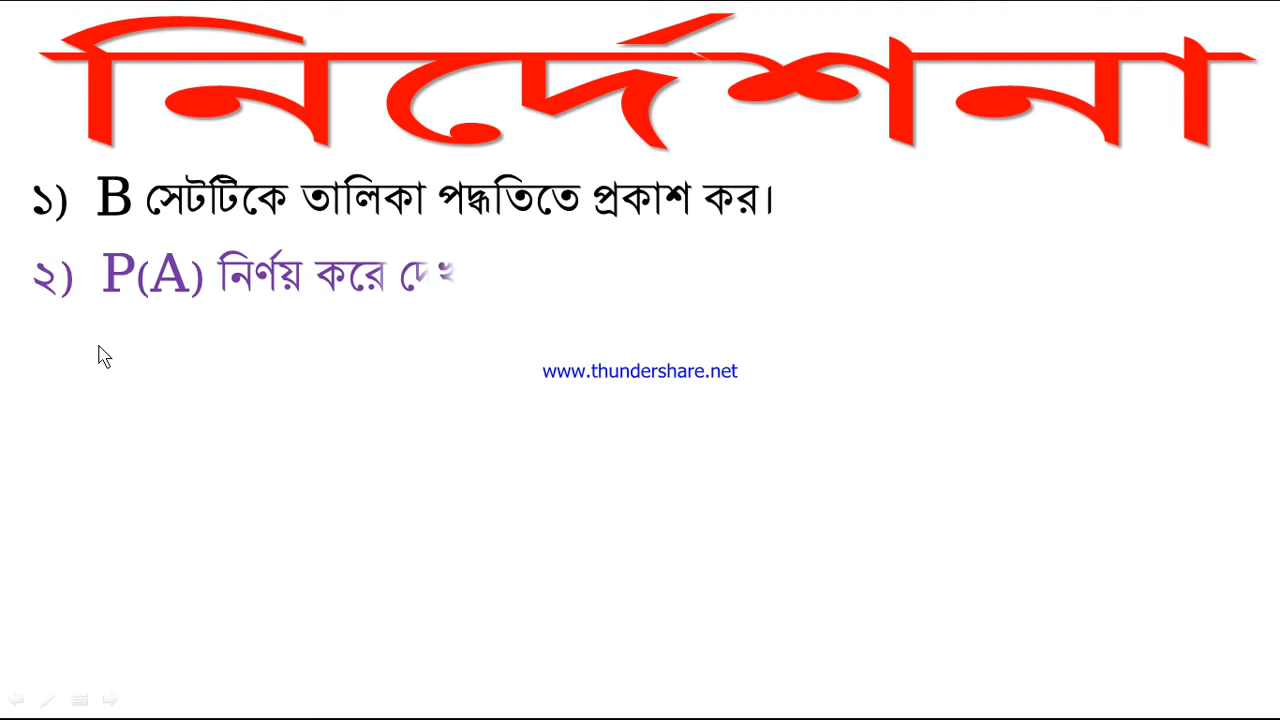 নির্দেশনা
১) B সেটটিকে তালিকা পদ্ধতিতে প্রকাশ কর।
২) P(A) নির্ণয় করে
www.thundershare.net